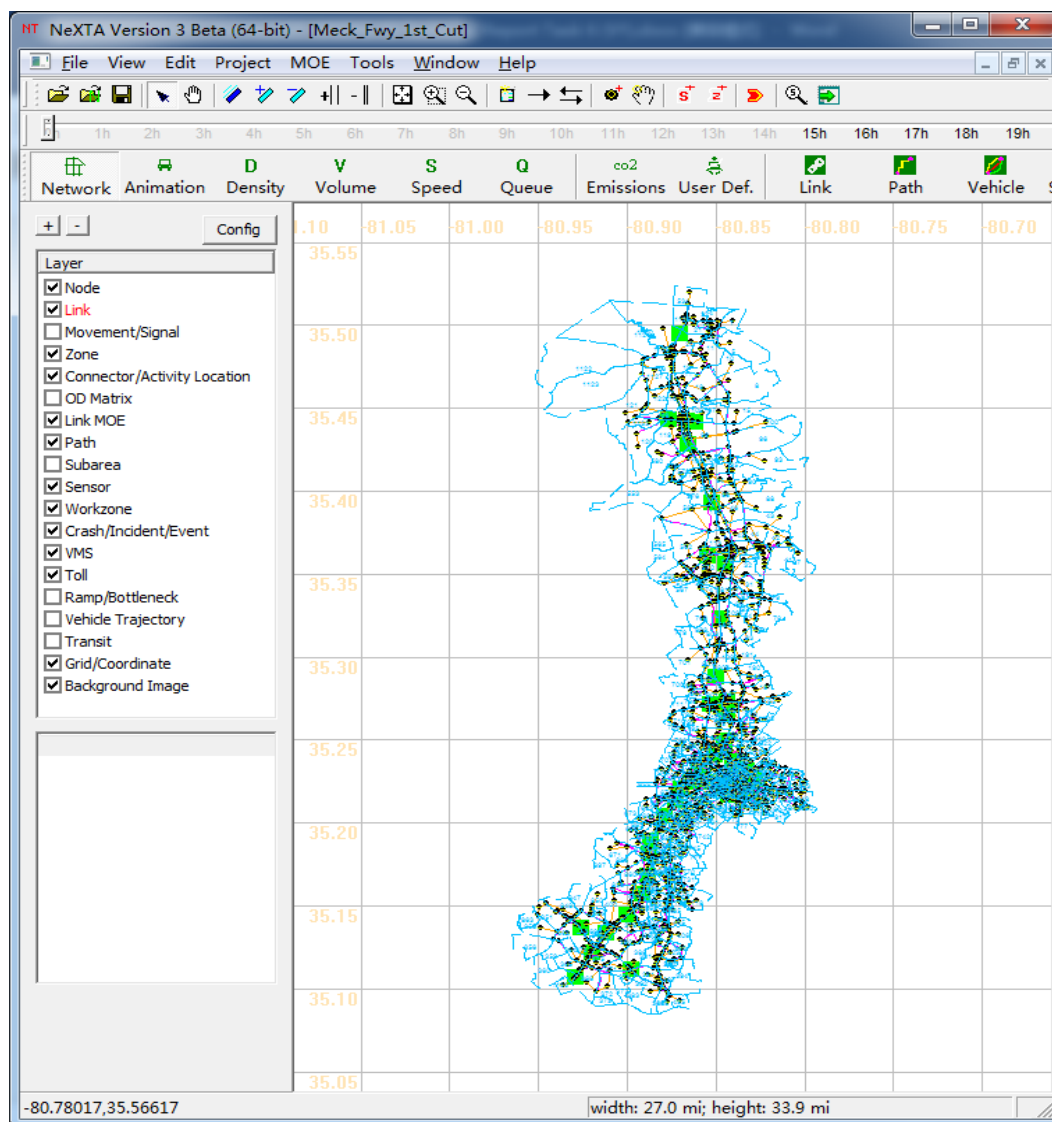 NT NeXTA Version 3 Beta (64-bit) - [Meck_Fwy_1st_Cut]
File View Edit Project MOE Tools Window Help
1h 2h 3h 4h 5h 6h 7h 8h 9h 10h 11h 12h 13h 14h 15h 16h 17h 18h 19h
D V S Q co2
Network Animation Density Volume Speed Queue Emissions User Def. Link Path Vehicle
+ - Config
Layer
Node
Link
Movement/Signal
Zone
Connector/Activity Location
OD Matrix
Link MOE
Path
Subarea
Sensor
Workzone
Crash/Incident/Event
VMS
Toll
Ramp/Bottleneck
Vehicle Trajectory
Transit
Grid/Coordinate
Background Image
1.10 -81.05 -81.00 -80.95 -80.90 -80.85 -80.80 -80.75 -80.70
35.55
35.50
35.45
35.40
35.35
35.30
35.25
35.20
35.15
35.10
35.05
-80.78017,35.56617
width: 27.0 mi; height: 33.9 mi